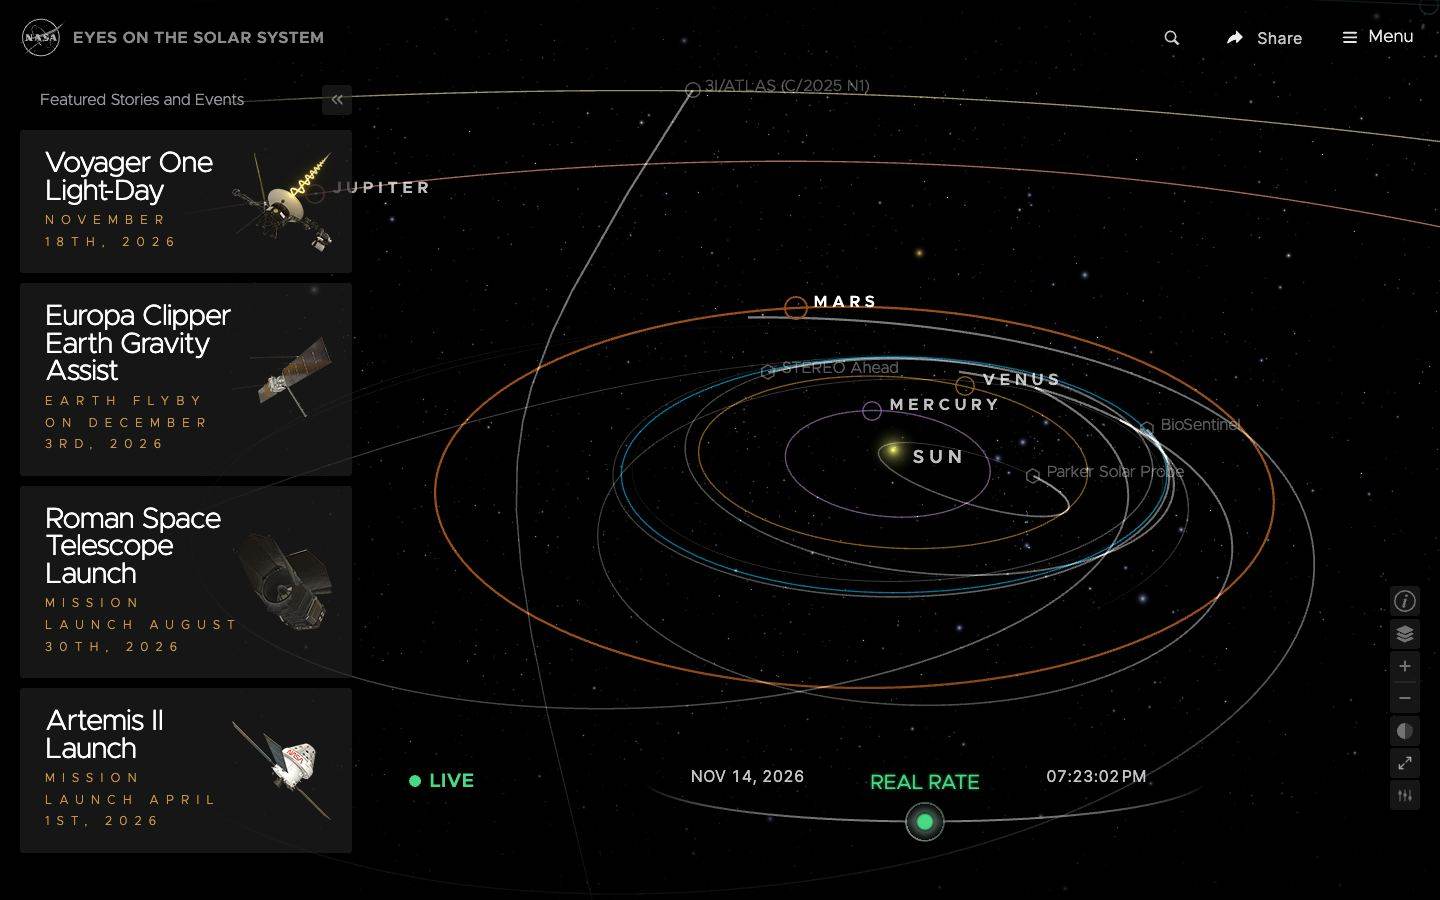 NASA
EYES ON THE SOLAR SYSTEM
Share
Menu
Featured Stories and Events
3I/ATLAS (C/2025 N1)
Voyager One
Light-Day
NOVEMBER
18TH, 2026
JUPITER
Europa Clipper
Earth Gravity
Assist
EARTH FLYBY
ON DECEMBER
3RD, 2026
MARS
STEREO Ahead
VENUS
MERCURY
BioSentinel
SUN
Parker Solar Probe
Roman Space
Telescope
Launch
MISSION
LAUNCH AUGUST
30TH, 2026
Artemis II
Launch
MISSION
LAUNCH APRIL
1ST, 2026
NASA
LIVE
NOV 14, 2026
REAL RATE
07:23:02 PM